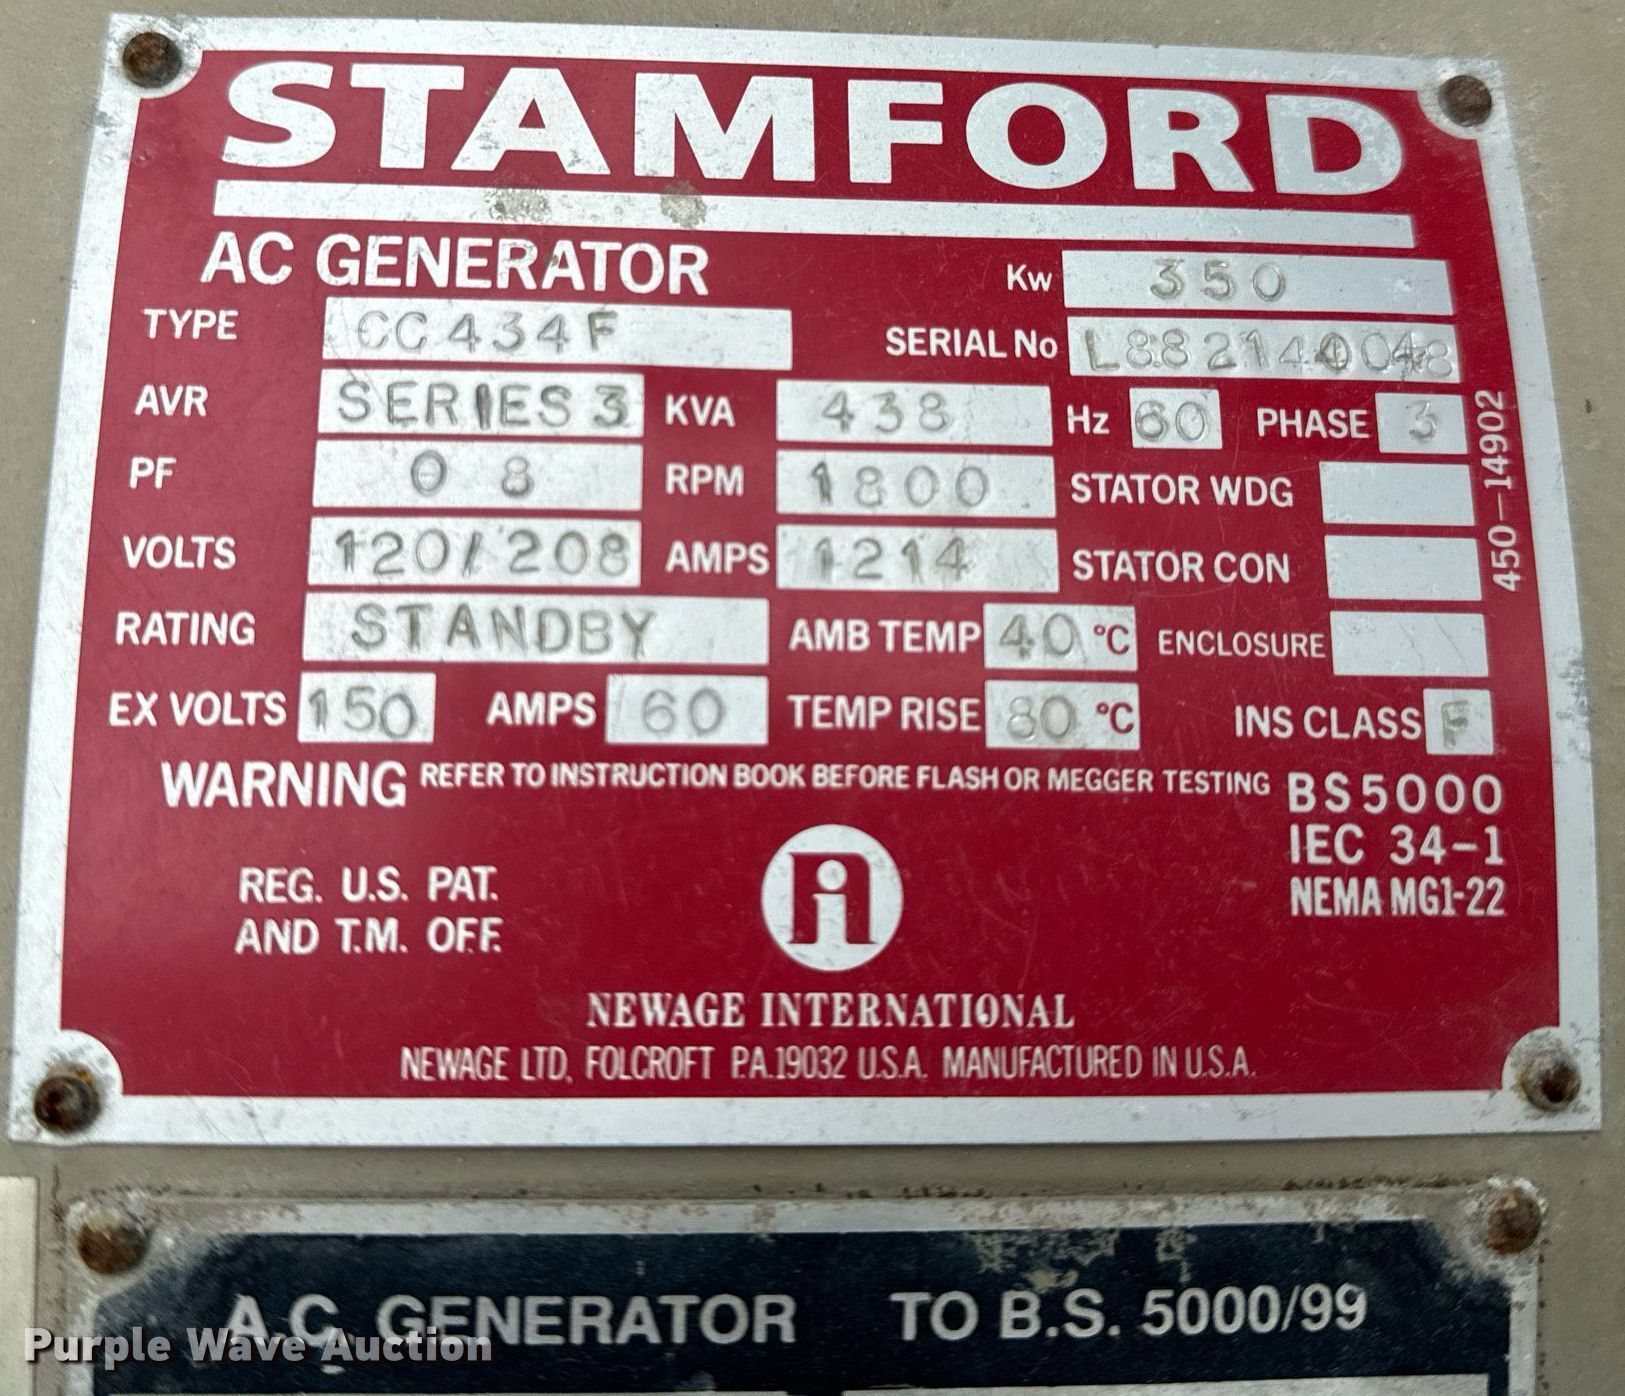 STAMFORD
AC GENERATOR Kw 350
TYPE CC434F SERIAL No
AVR SERIES 3 KVA 438 Hz 60 PHASE 3
PF 0 8 RPM 1800 STATOR WDG
VOLTS 120/208 AMPS 1214 STATOR CON
RATING STANDBY AMB TEMP 40 °C ENCLOSURE
EX VOLTS 150 AMPS 60 TEMP RISE 80 °C INS CLASS F
450-14902
WARNING REFER TO INSTRUCTION BOOK BEFORE FLASH OR MEGGER TESTING
BS5000
IEC 34-1
NEMA MG1-22
REG. U.S. PAT.
AND T.M. OFF.
NEWAGE INTERNATIONAL
NEWAGE LTD, FOLCROFT P.A.19032 U.S.A. MANUFACTURED IN U.S.A.
A.C. GENERATOR TO B.S. 5000/99
Purple Wave Auction